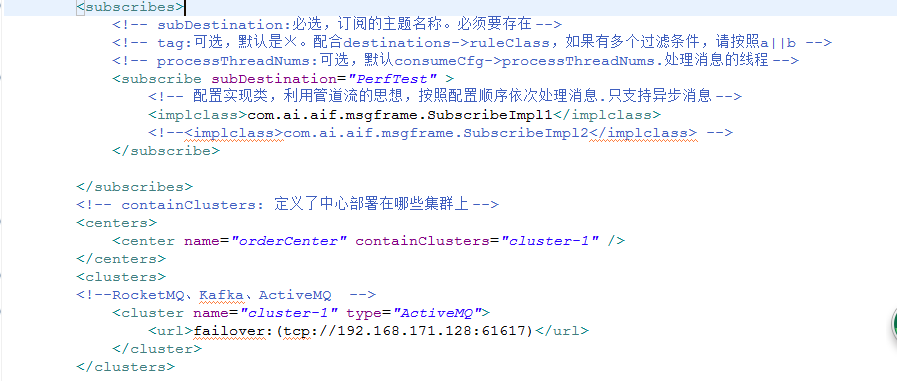 <subscribes>
<!-- subDestination:必选，订阅的主题名称。必须要存在 -->
<!-- tag:可选，默认是火。配合destinations->ruleClass，如果有多个过滤条件，请按照a||b -->
<!-- processThreadNums:可选，默认consumeCfg->processThreadNums.处理消息的线程 -->
<subscribe subDestination="PerfTest" >
<!-- 配置实现类，利用管道流的思想，按照配置顺序依次处理消息.只支持异步消息 -->
<implclass>com.ai.aif.msgframe.SubscribeImpl1</implclass>
<!--<implclass>com.ai.aif.msgframe.SubscribeImpl2</implclass> -->
</subscribe>
</subscribes>
<!-- containClusters: 定义了中心部署在哪些集群上 -->
<centers>
<center name="orderCenter" containClusters="cluster-1" />
</centers>
<clusters>
<!--RocketMQ、Kafka、ActiveMQ  -->
<cluster name="cluster-1" type="ActiveMQ">
<url>failover:(tcp://192.168.171.128:61617)</url>
</cluster>
</clusters>